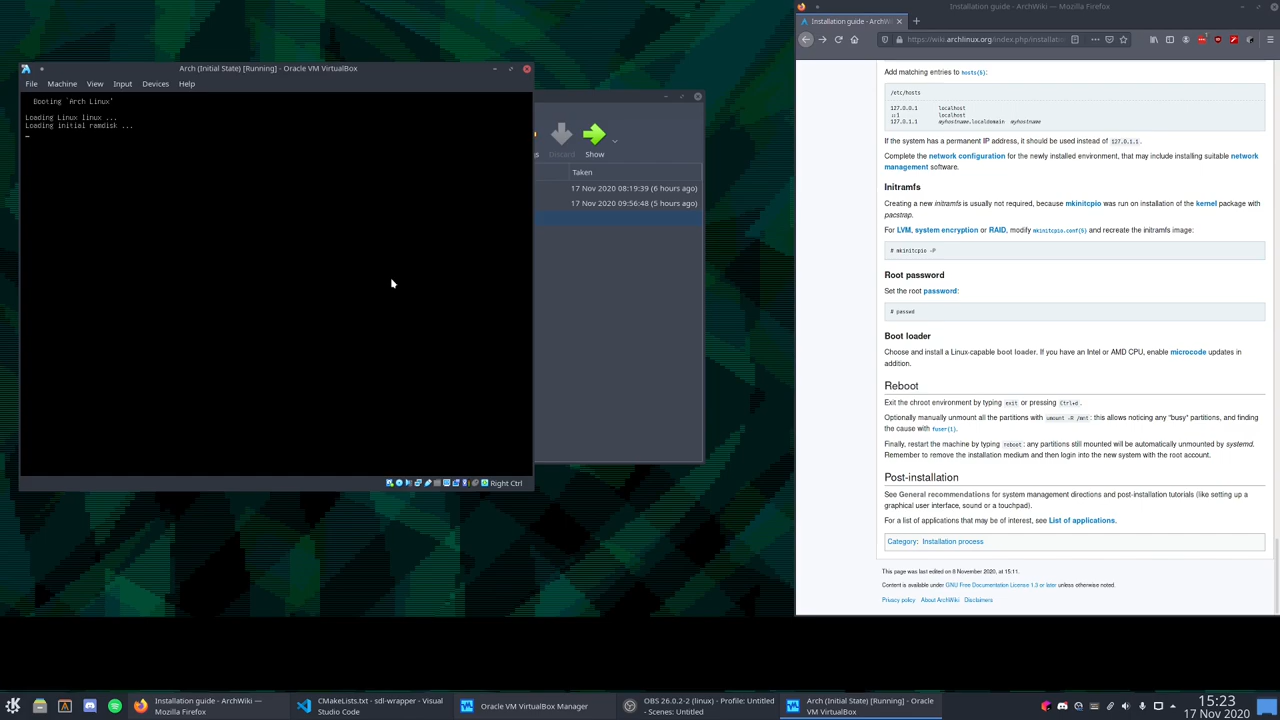 Arch (Initial State) [Running] - Oracle VM VirtualBox
File Machine View Input Devices Help
Booting `Arch Linux'
Loading Linux linux ...
Loading initial ramdisk ...
Discard
Show
Taken
17 Nov 2020 08:19:39 (6 hours ago)
17 Nov 2020 09:56:48 (5 hours ago)
Right Ctrl
Installation guide - ArchWiki — Mozilla Firefox
Installation guide - ArchWi
https://wiki.archlinux.org/index.php/installati
Add matching entries to hosts(5):
/etc/hosts
127.0.0.1 localhost
::1 localhost
127.0.1.1 myhostname.localdomain myhostname
If the system has a permanent IP address, it should be used instead of 127.0.1.1.
Complete the network configuration for the newly installed environment, that may include installing suitable network
management software.
Initramfs
Creating a new initramfs is usually not required, because mkinitcpio was run on installation of the kernel package with
pacstrap.
For LVM, system encryption or RAID, modify mkinitcpio.conf(5) and recreate the initramfs image:
# mkinitcpio -P
Root password
Set the root password:
# passwd
Boot loader
Choose and install a Linux-capable boot loader. If you have an Intel or AMD CPU, enable microcode updates in
addition.
Reboot
Exit the chroot environment by typing exit or pressing Ctrl+d.
Optionally manually unmount all the partitions with umount -R /mnt: this allows noticing any "busy" partitions, and finding
the cause with fuser(1).
Finally, restart the machine by typing reboot: any partitions still mounted will be automatically unmounted by systemd.
Remember to remove the installation medium and then login into the new system with the root account.
Post-installation
See General recommendations for system management directions and post-installation tutorials (like setting up a
graphical user interface, sound or a touchpad).
For a list of applications that may be of interest, see List of applications.
Category: Installation process
This page was last edited on 8 November 2020, at 15:11.
Content is available under GNU Free Documentation License 1.3 or later unless otherwise noted.
Privacy policy About ArchWiki Disclaimers
Installation guide - ArchWiki — Mozilla Firefox
CMakeLists.txt - sdl-wrapper - Visual Studio Code
Oracle VM VirtualBox Manager
OBS 26.0.2-2 (linux) - Profile: Untitled - Scenes: Untitled
Arch (Initial State) [Running] - Oracle VM VirtualBox
15:23
17 Nov 2020